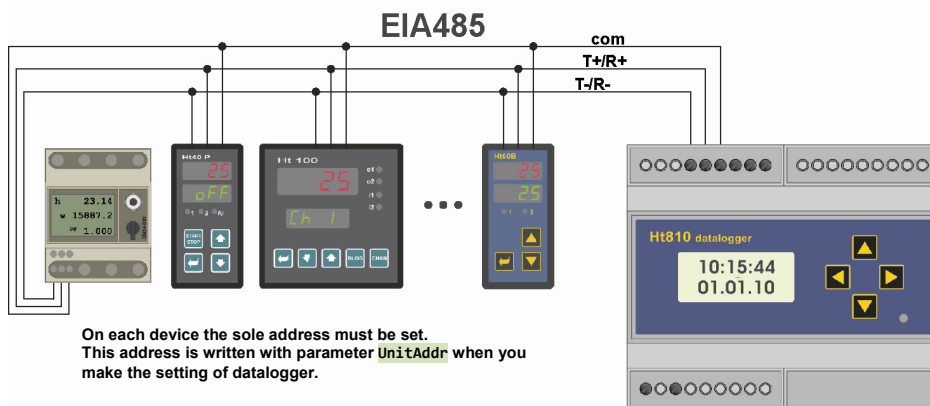 EIA485
com
T+/R+
T-/R-
Ht40 P
25
oFF
1 2 Al
START
STOP
Ht 100
25
o1
o2
i1
i2
Ch 1
DLOG CHAN
Ht60B
25
25
1 2
h 23.14
w 15887.2
PF 1.000
Ht810 datalogger
10:15:44
01.01.10
On each device the sole address must be set.
This address is written with parameter UnitAddr when you
make the setting of datalogger.